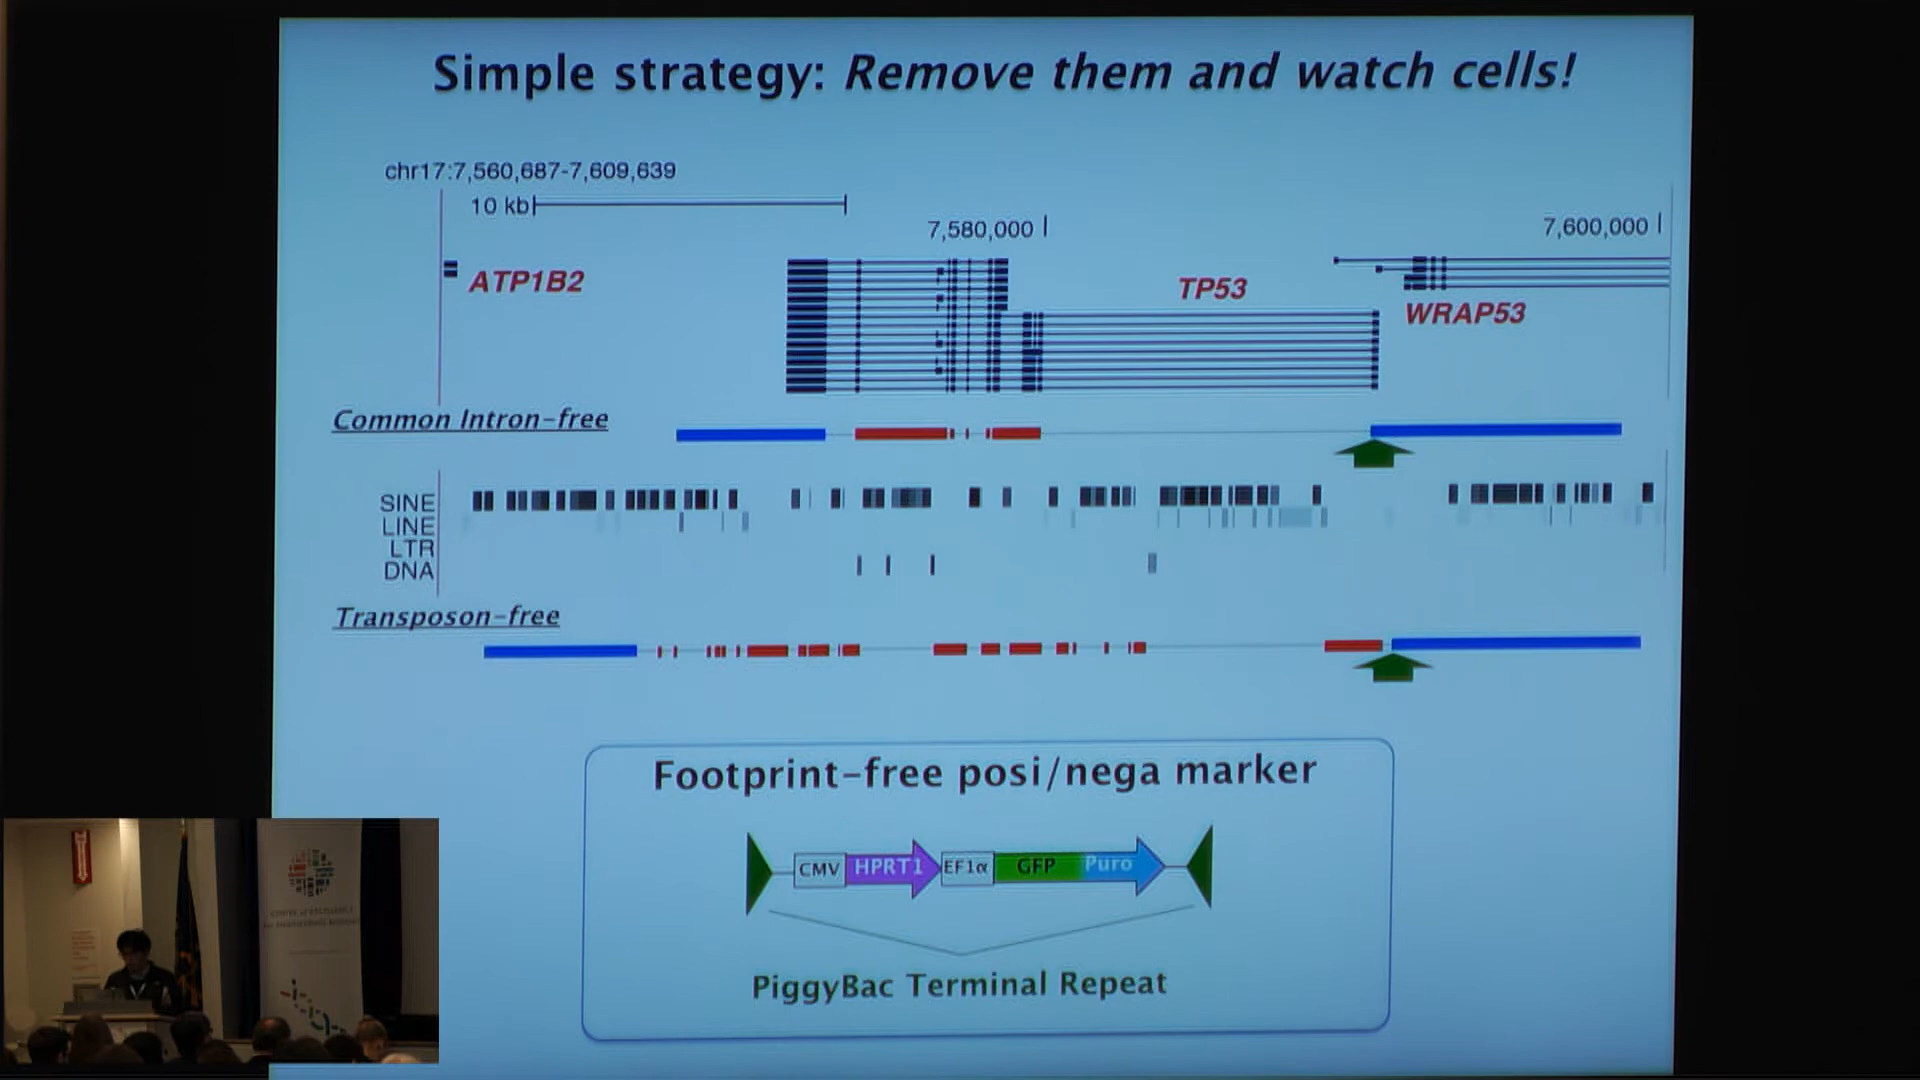 Simple strategy: Remove them and watch cells!
chr17:7,560,687-7,609,639
10 kb
7,580,000
7,600,000
ATP1B2
TP53
WRAP53
Common Intron-free
SINE
LINE
LTR
DNA
Transposon-free
Footprint-free posi/nega marker
CMV HPRT1 EF1α GFP Puro
PiggyBac Terminal Repeat